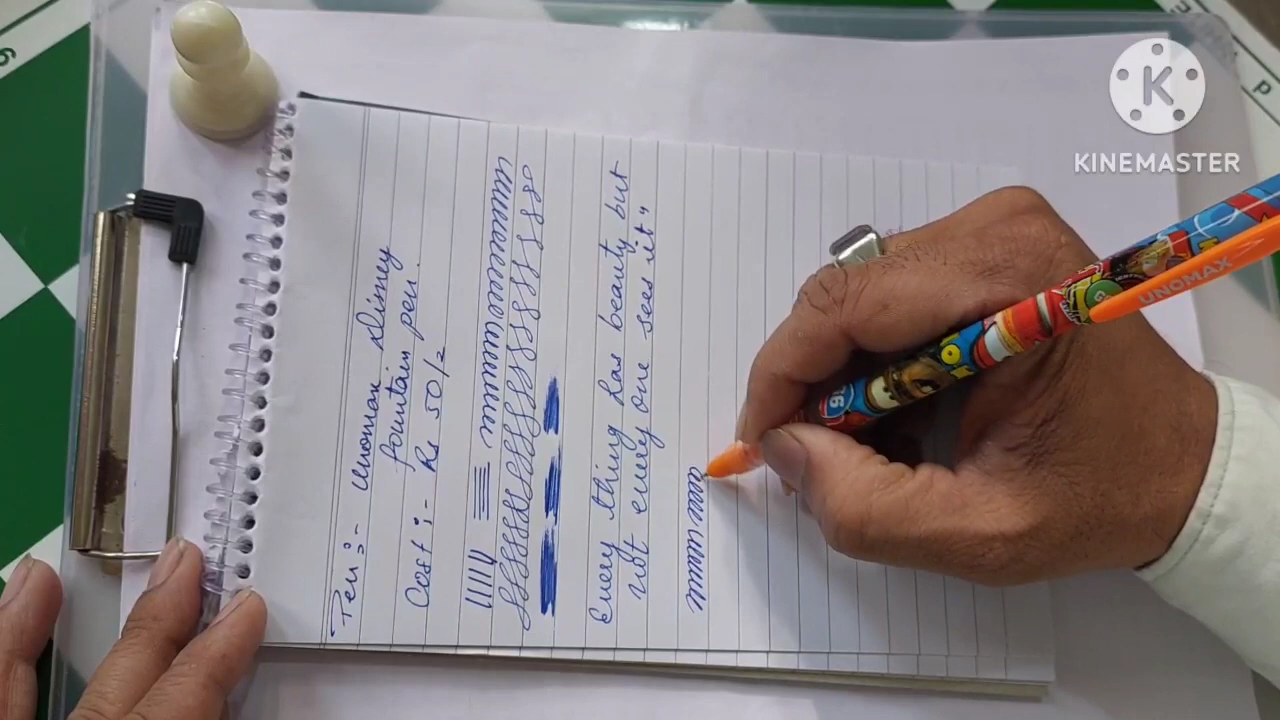 Pen :- unomax Disney
fountain pen.
Cost :- Rs 50/=
Every thing has beauty but
not every one sees it"
UNOMAX
K
KINEMASTER
6